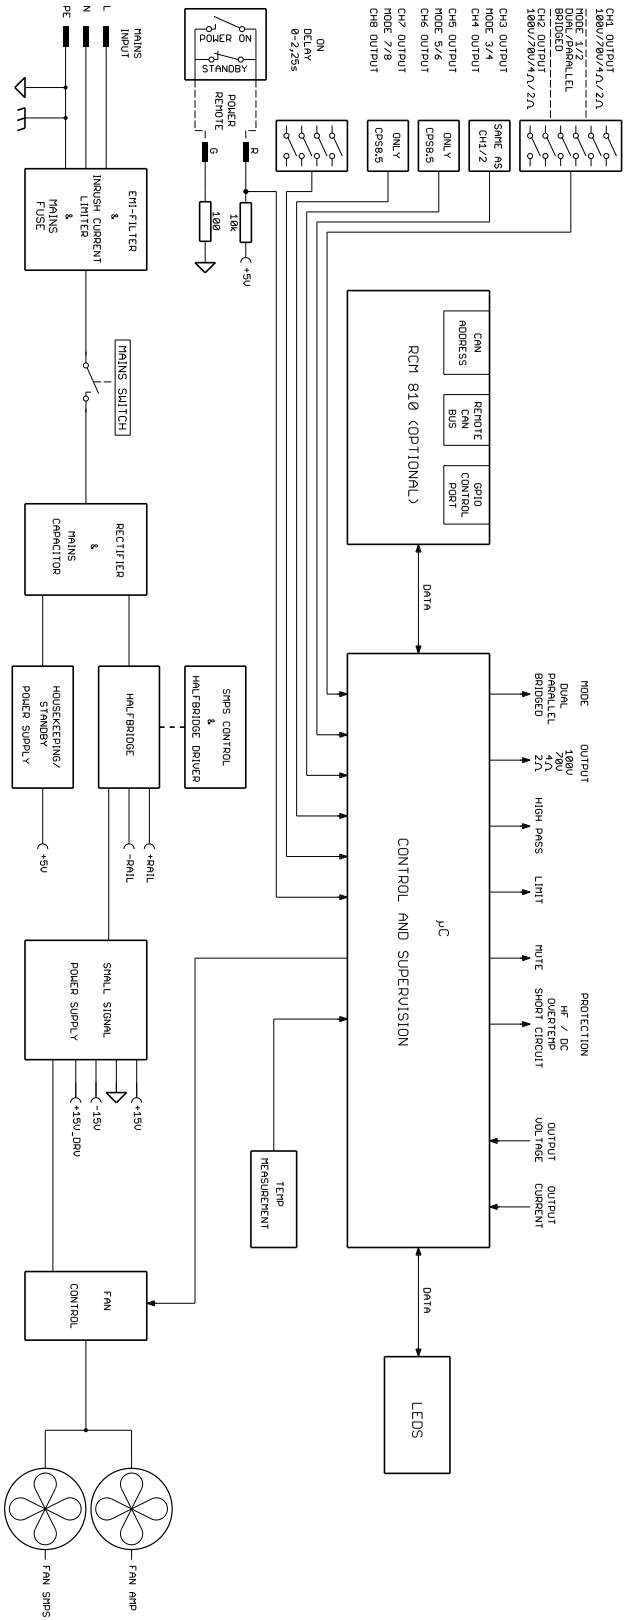 CH1 OUTPUT
100V/70V/4Ω/2Ω
MODE 1/2
DUAL/PARALLEL
BRIDGED
CH2 OUTPUT
100V/70V/4Ω/2Ω
CH3 OUTPUT
MODE 3/4
CH4 OUTPUT
SAME AS
CH1/2
CH5 OUTPUT
MODE 5/6
CH6 OUTPUT
ONLY
CPS8.5
CH7 OUTPUT
MODE 7/8
CH8 OUTPUT
ONLY
CPS8.5
ON
DELAY
0-2,25s
POWER ON
STANDBY
POWER
REMOTE
R
G
10k
100
+5V
MAINS
INPUT
L
N
PE
EMI-FILTER
&
INRUSH CURRENT
LIMITER
&
MAINS
FUSE
MAINS SWITCH
RECTIFIER
&
MAINS
CAPACITOR
CAN
ADDRESS
REMOTE
CAN
BUS
GPIO
CONTROL
PORT
RCM 810 (OPTIONAL)
DATA
SMPS CONTROL
&
HALFBRIDGE DRIVER
HALFBRIDGE
+RAIL
-RAIL
HOUSEKEEPING/
STANDBY
POWER SUPPLY
+5V
MODE
DUAL
PARALLEL
BRIDGED
OUTPUT
100V
70V
4Ω
2Ω
HIGH PASS
LIMIT
MUTE
PROTECTION
HF / DC
OVERTEMP
SHORT CIRCUIT
OUTPUT
VOLTAGE
OUTPUT
CURRENT
µC
CONTROL AND SUPERVISION
SMALL SIGNAL
POWER SUPPLY
+15V
-15V
+15V_DRV
TEMP
MEASUREMENT
DATA
LEDS
FAN
CONTROL
FAN AMP
FAN SMPS